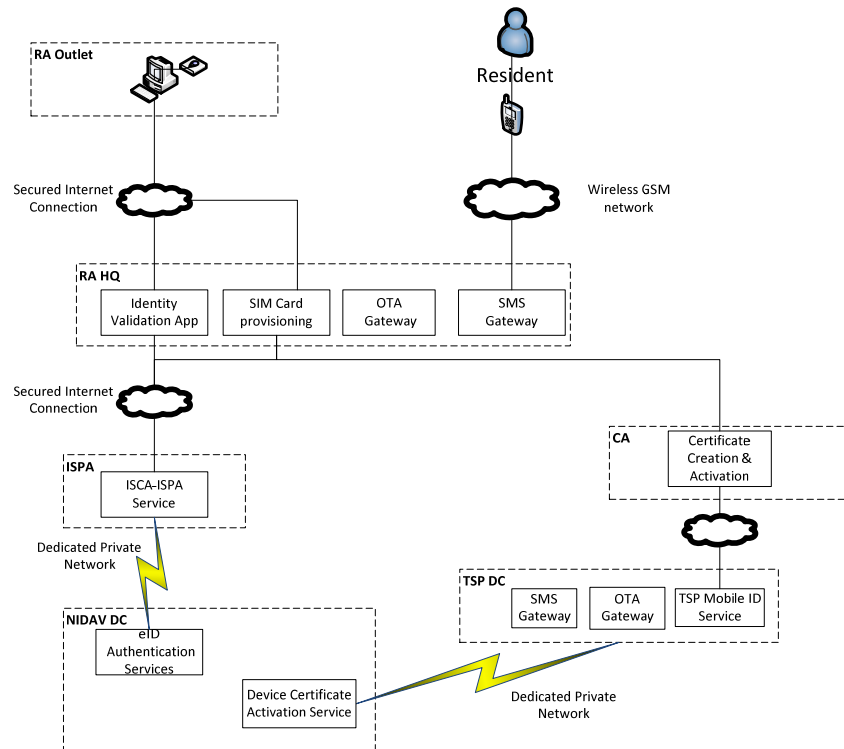 RA Outlet
Resident
Secured Internet
Connection
Wireless GSM
network
RA HQ
Identity
Validation App
SIM Card
provisioning
OTA
Gateway
SMS
Gateway
Secured Internet
Connection
CA
Certificate
Creation &
Activation
ISPA
ISCA-ISPA
Service
Dedicated Private
Network
TSP DC
SMS
Gateway
OTA
Gateway
TSP Mobile ID
Service
NIDAV DC
eID
Authentication
Services
Device Certificate
Activation Service
Dedicated Private
Network